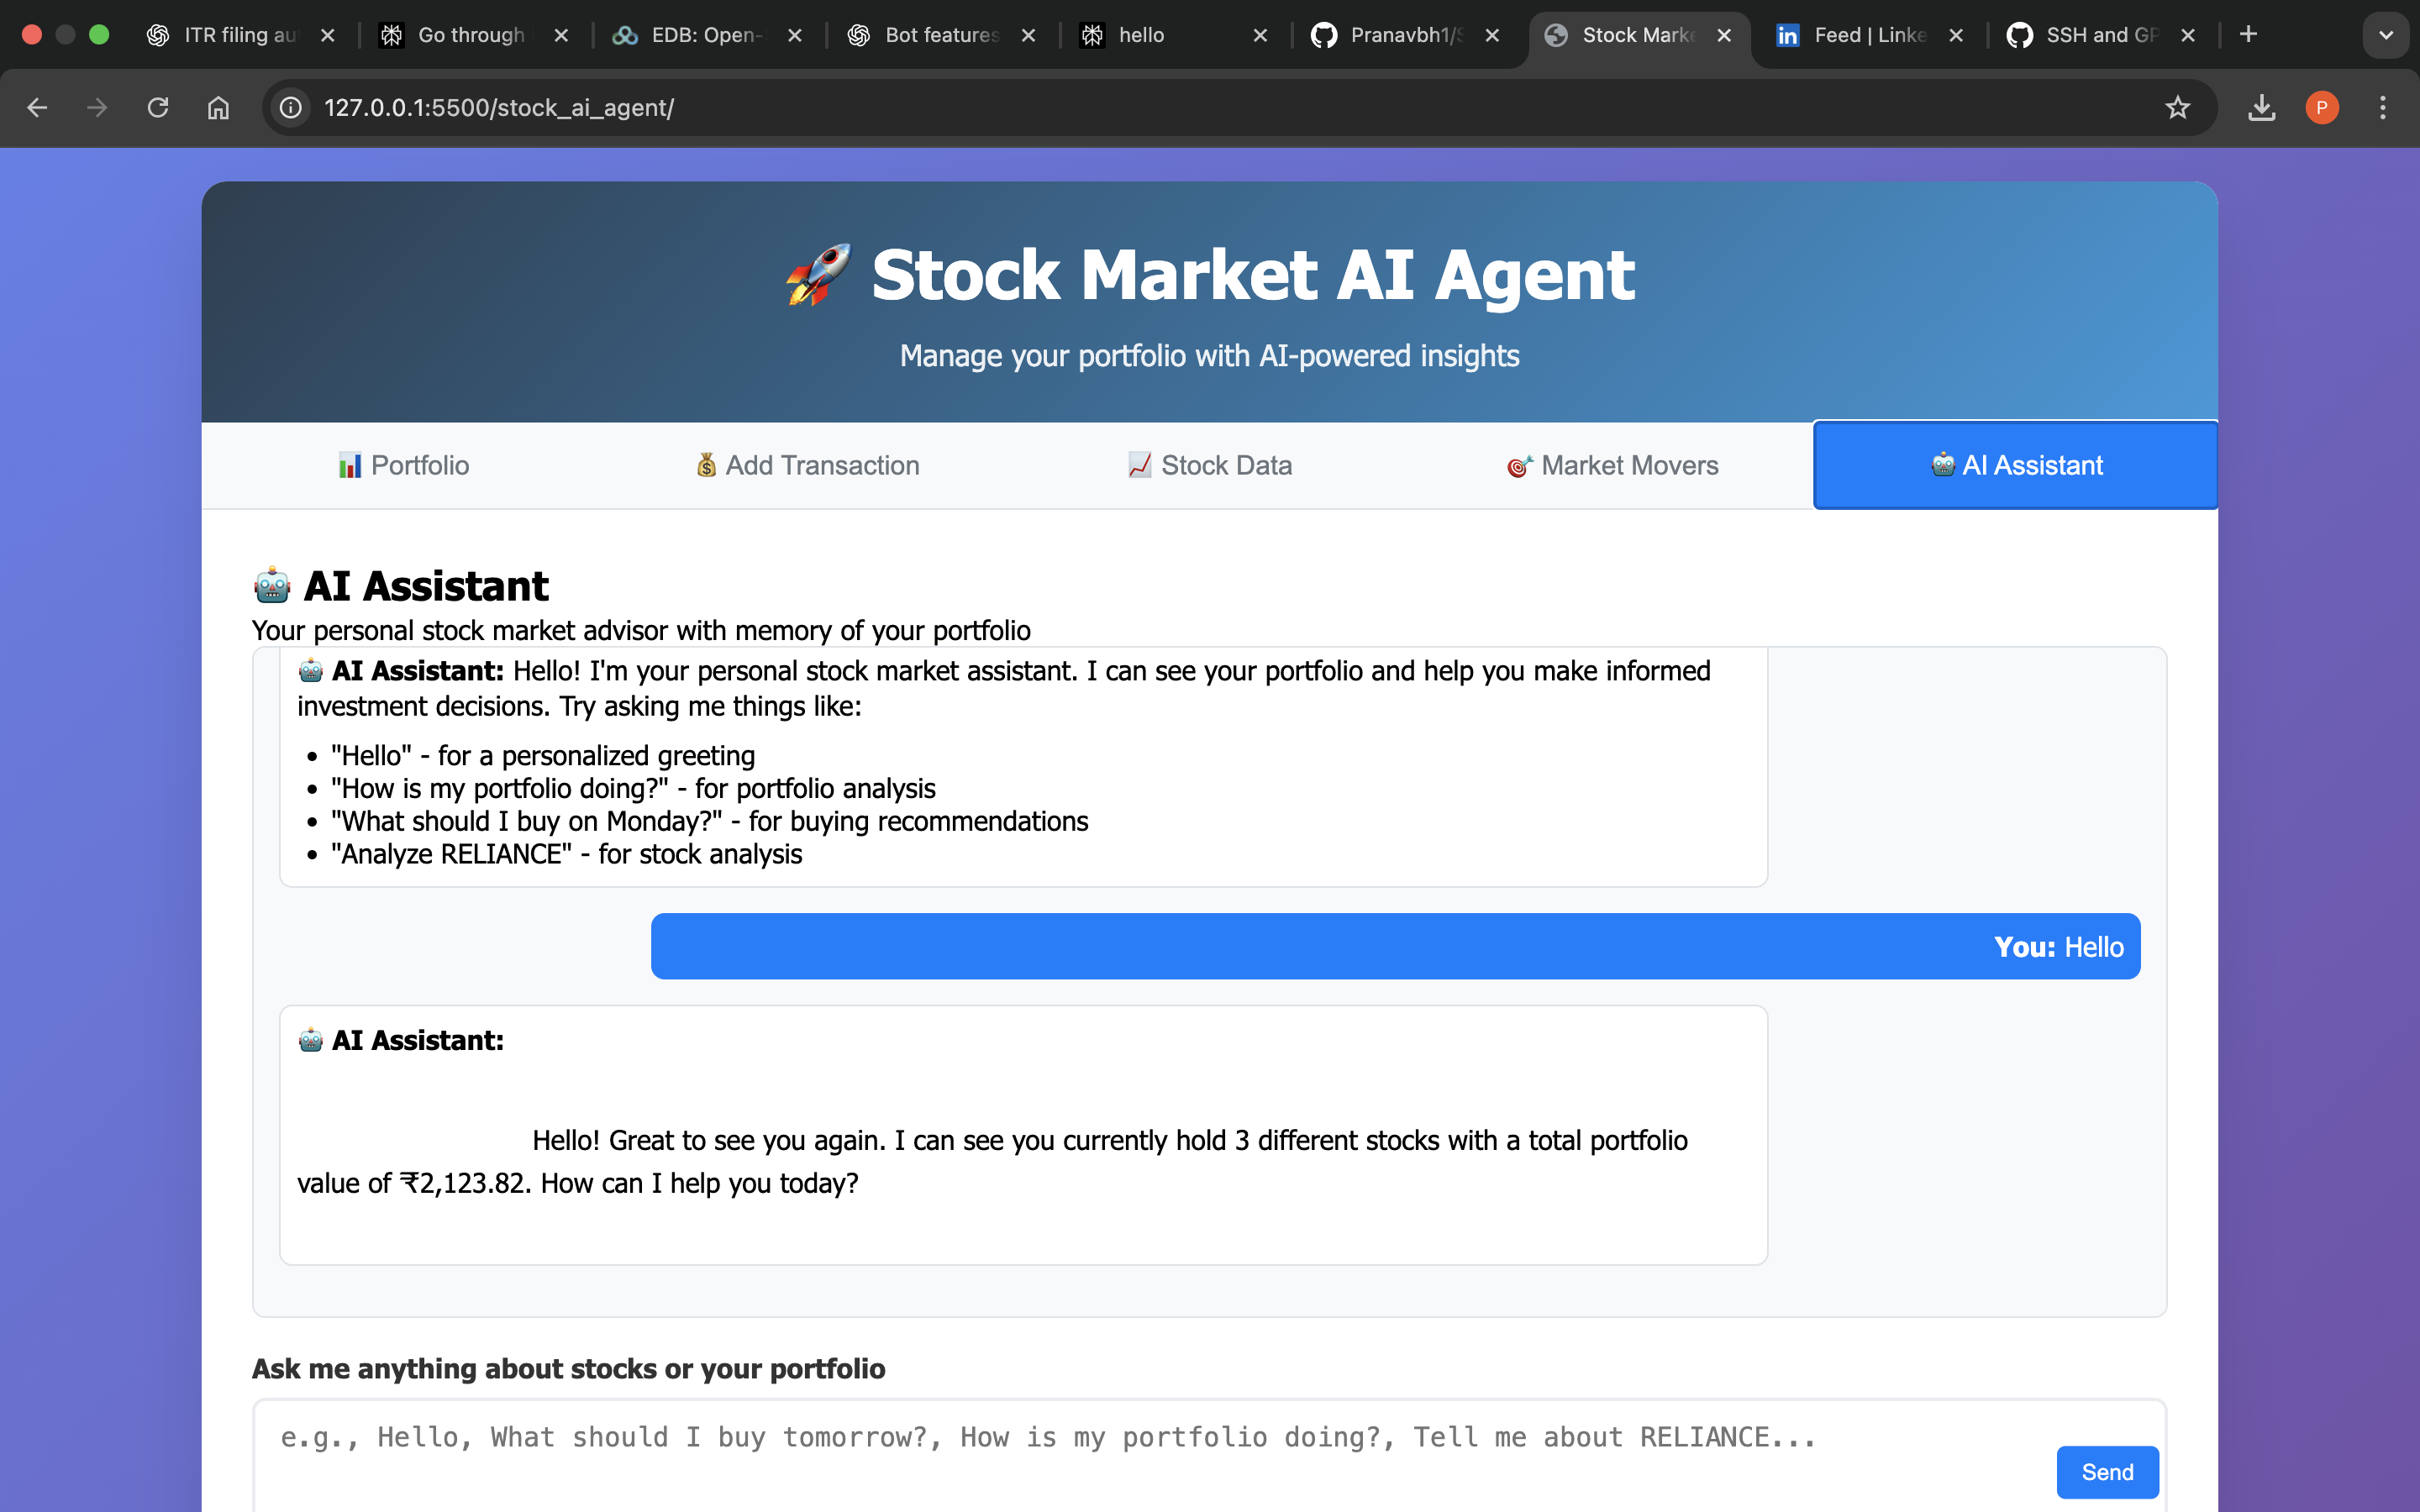 ITR filing au
Go through
EDB: Open-
Bot features
hello
Pranavbh1/S
Stock Marke
Feed | Linke
SSH and GP
127.0.0.1:5500/stock_ai_agent/
P
🚀 Stock Market AI Agent
Manage your portfolio with AI-powered insights
📊 Portfolio
💰 Add Transaction
📈 Stock Data
🎯 Market Movers
🤖 AI Assistant
🤖 AI Assistant
Your personal stock market advisor with memory of your portfolio
🤖 AI Assistant: Hello! I'm your personal stock market assistant. I can see your portfolio and help you make informed
investment decisions. Try asking me things like:
• "Hello" - for a personalized greeting
• "How is my portfolio doing?" - for portfolio analysis
• "What should I buy on Monday?" - for buying recommendations
• "Analyze RELIANCE" - for stock analysis
You: Hello
🤖 AI Assistant:
Hello! Great to see you again. I can see you currently hold 3 different stocks with a total portfolio
value of ₹2,123.82. How can I help you today?
Ask me anything about stocks or your portfolio
e.g., Hello, What should I buy tomorrow?, How is my portfolio doing?, Tell me about RELIANCE...
Send